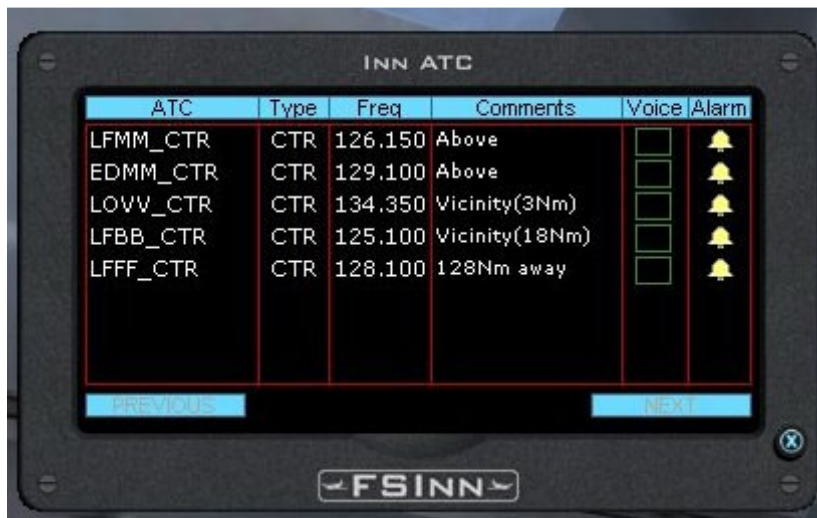 INN ATC
ATC Type Freq Comments Voice Alarm
LFMM_CTR CTR 126.150 Above
EDMM_CTR CTR 129.100 Above
LOVV_CTR CTR 134.350 Vicinity(3Nm)
LFBB_CTR CTR 125.100 Vicinity(18Nm)
LFFF_CTR CTR 128.100 128Nm away
PREVIOUS NEXT
X
FSINN